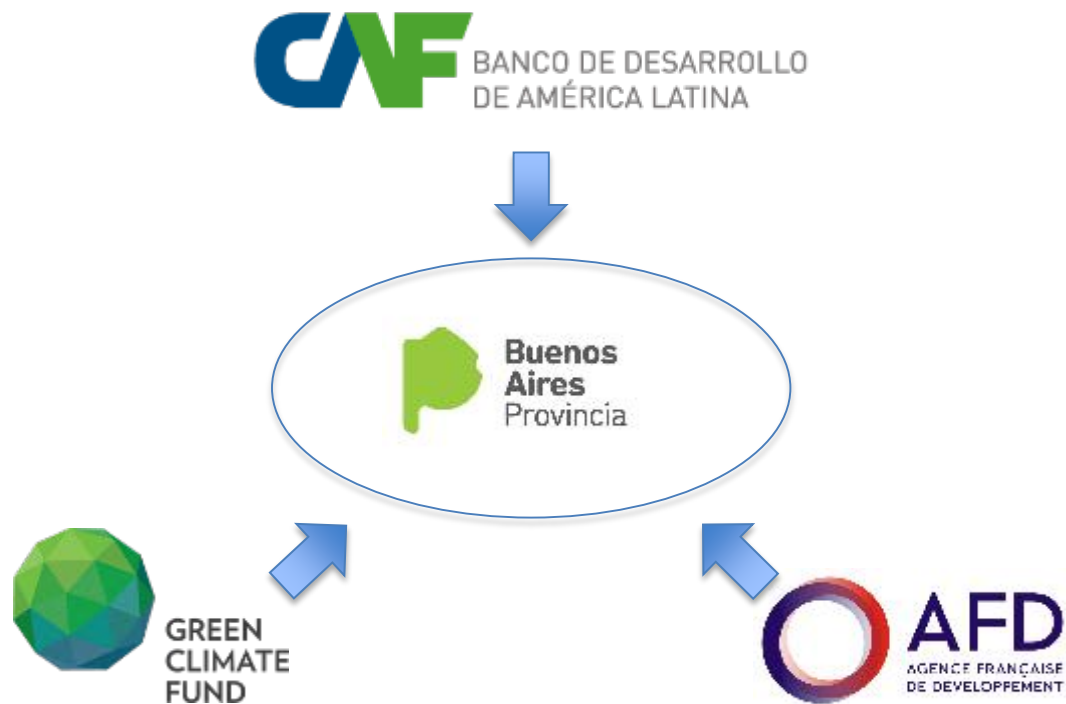 CAF
BANCO DE DESARROLLO
DE AMÉRICA LATINA
Buenos
Aires
Provincia
GREEN
CLIMATE
FUND
AFD
AGENCE FRANÇAISE
DE DEVELOPPEMENT